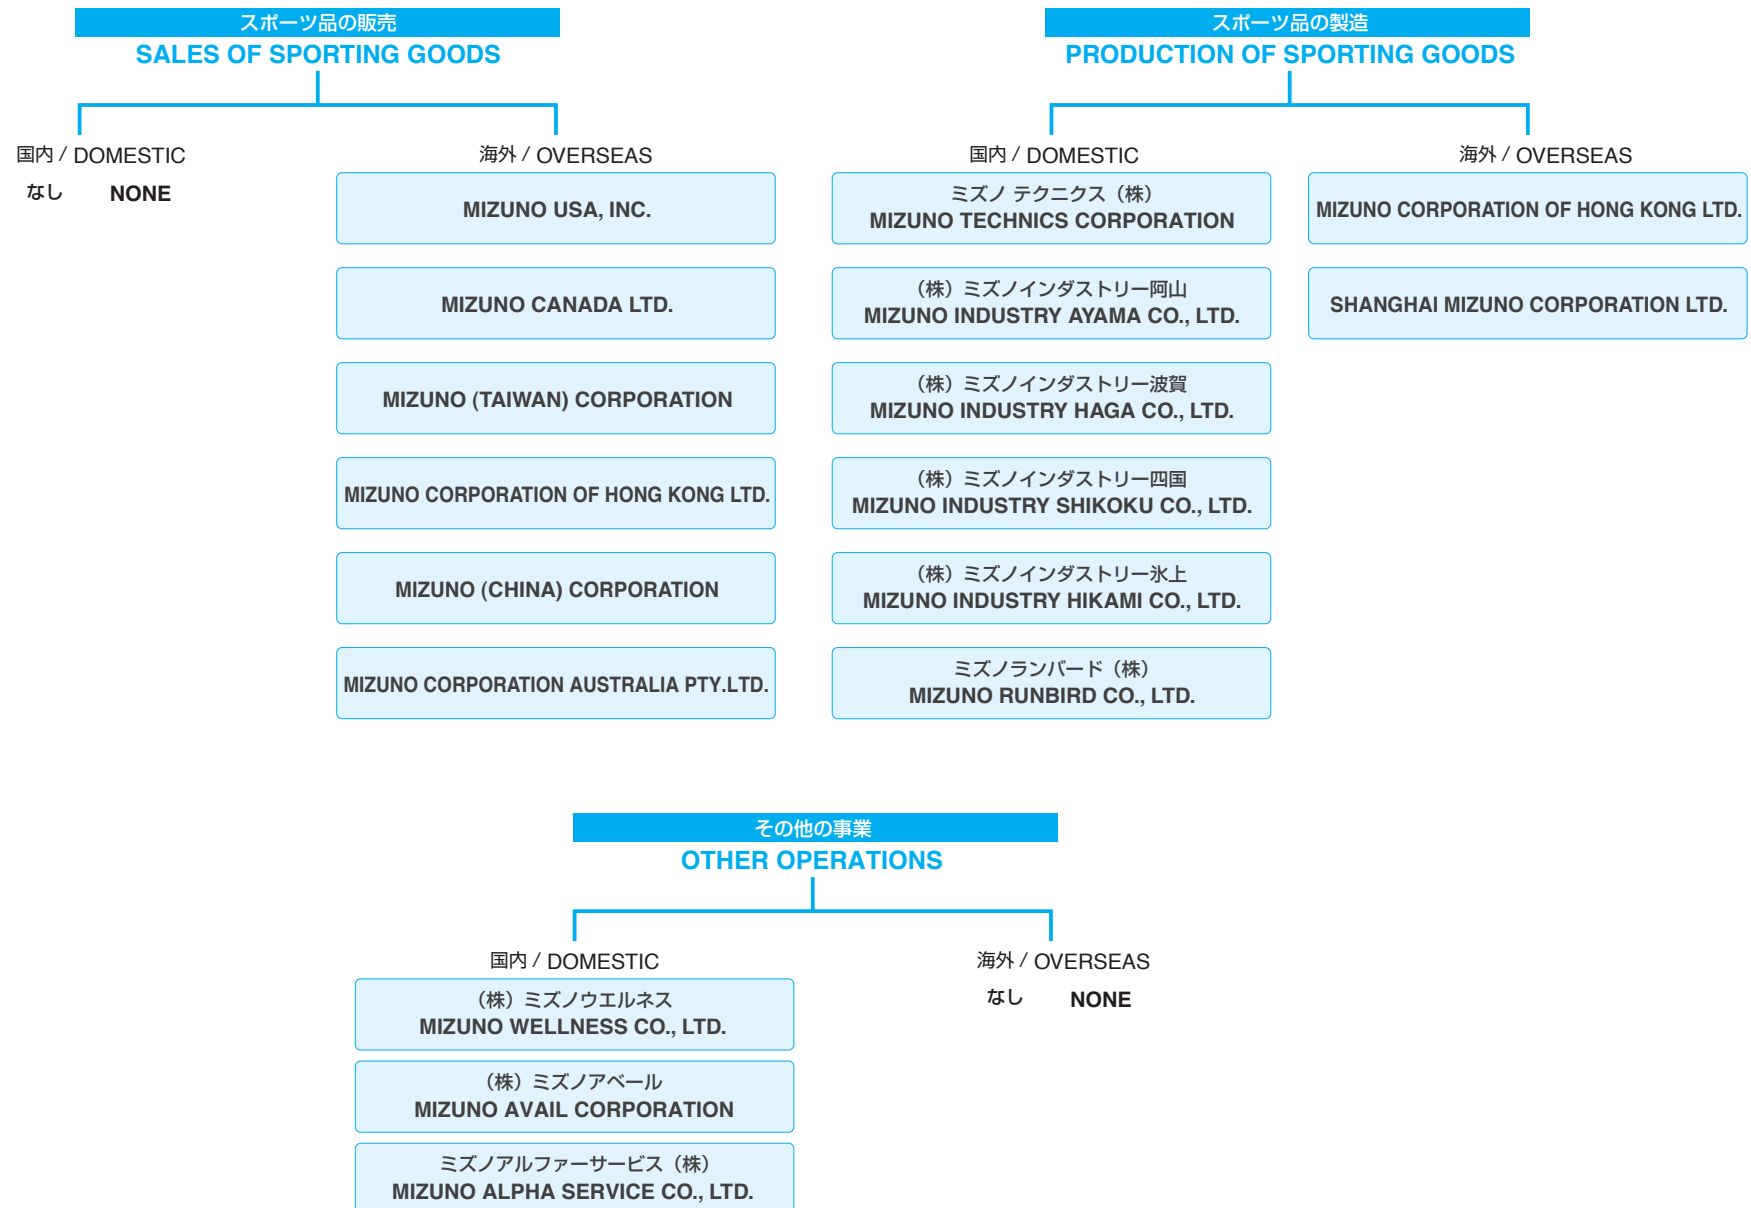 スポーツ品の販売
SALES OF SPORTING GOODS
国内 / DOMESTIC
なし NONE
海外 / OVERSEAS
MIZUNO USA, INC.
MIZUNO CANADA LTD.
MIZUNO (TAIWAN) CORPORATION
MIZUNO CORPORATION OF HONG KONG LTD.
MIZUNO (CHINA) CORPORATION
MIZUNO CORPORATION AUSTRALIA PTY.LTD.
スポーツ品の製造
PRODUCTION OF SPORTING GOODS
国内 / DOMESTIC
ミズノ テクニクス（株）
MIZUNO TECHNICS CORPORATION
（株）ミズノインダストリー阿山
MIZUNO INDUSTRY AYAMA CO., LTD.
（株）ミズノインダストリー波賀
MIZUNO INDUSTRY HAGA CO., LTD.
（株）ミズノインダストリー四国
MIZUNO INDUSTRY SHIKOKU CO., LTD.
（株）ミズノインダストリー氷上
MIZUNO INDUSTRY HIKAMI CO., LTD.
ミズノランバード（株）
MIZUNO RUNBIRD CO., LTD.
海外 / OVERSEAS
MIZUNO CORPORATION OF HONG KONG LTD.
SHANGHAI MIZUNO CORPORATION LTD.
その他の事業
OTHER OPERATIONS
国内 / DOMESTIC
（株）ミズノウエルネス
MIZUNO WELLNESS CO., LTD.
（株）ミズノアベール
MIZUNO AVAIL CORPORATION
ミズノアルファーサービス（株）
MIZUNO ALPHA SERVICE CO., LTD.
海外 / OVERSEAS
なし NONE